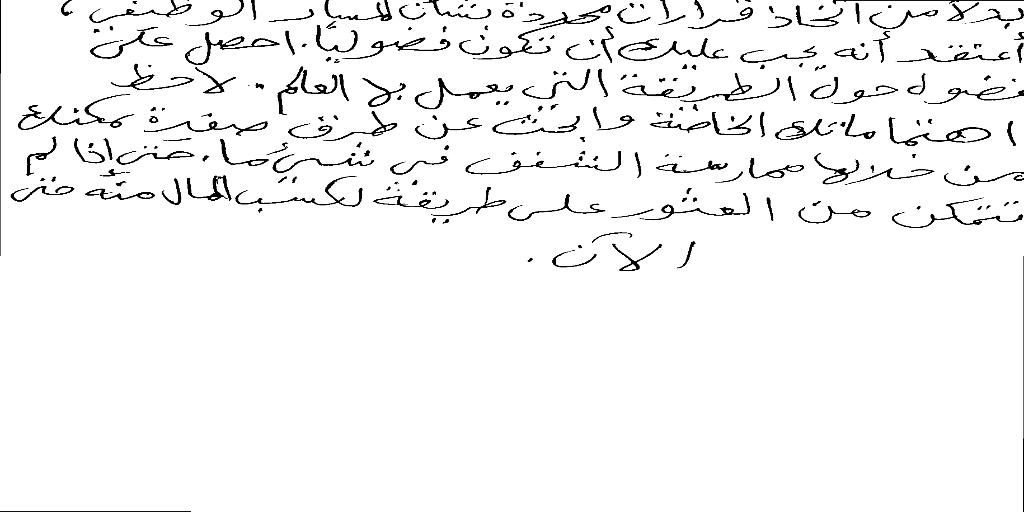 بدلا من اتخاذ قرارات محددة بشأن المسار الوظيفي،
أعتقد أنه يجب عليك أن تكون فضوليًا. احصل على
فضول حول الطريقة التي يعمل بها العالم. لاحظ
اهتماماتك الخاصة وابحث عن طرق صغيرة يمكنك
من خلالها ممارسة الشغف في شيء ما. حتى إذا لم
تتمكن من العثور على طريقة لكسب المال منه حتى
الآن.